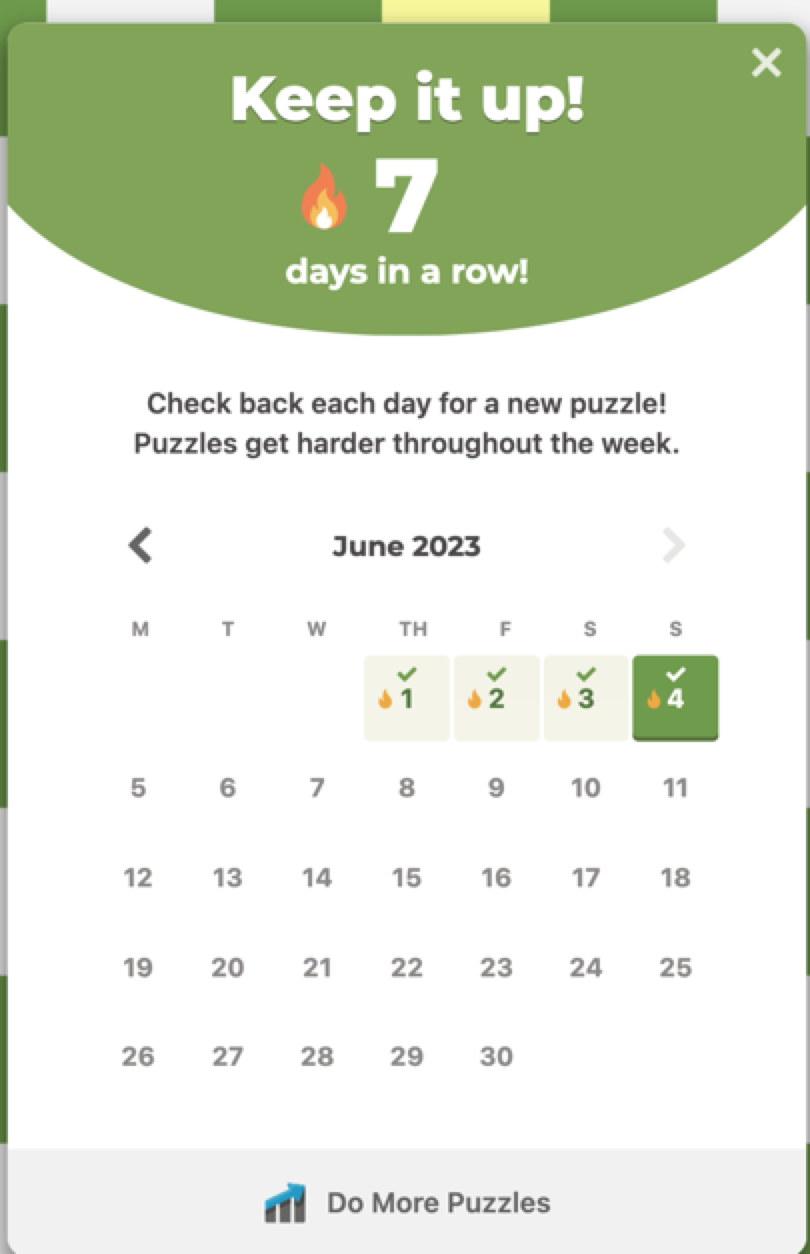 Keep it up!
7
days in a row!
Check back each day for a new puzzle!
Puzzles get harder throughout the week.
June 2023
M T W TH F S S
1 2 3 4
5 6 7 8 9 10 11
12 13 14 15 16 17 18
19 20 21 22 23 24 25
26 27 28 29 30
Do More Puzzles